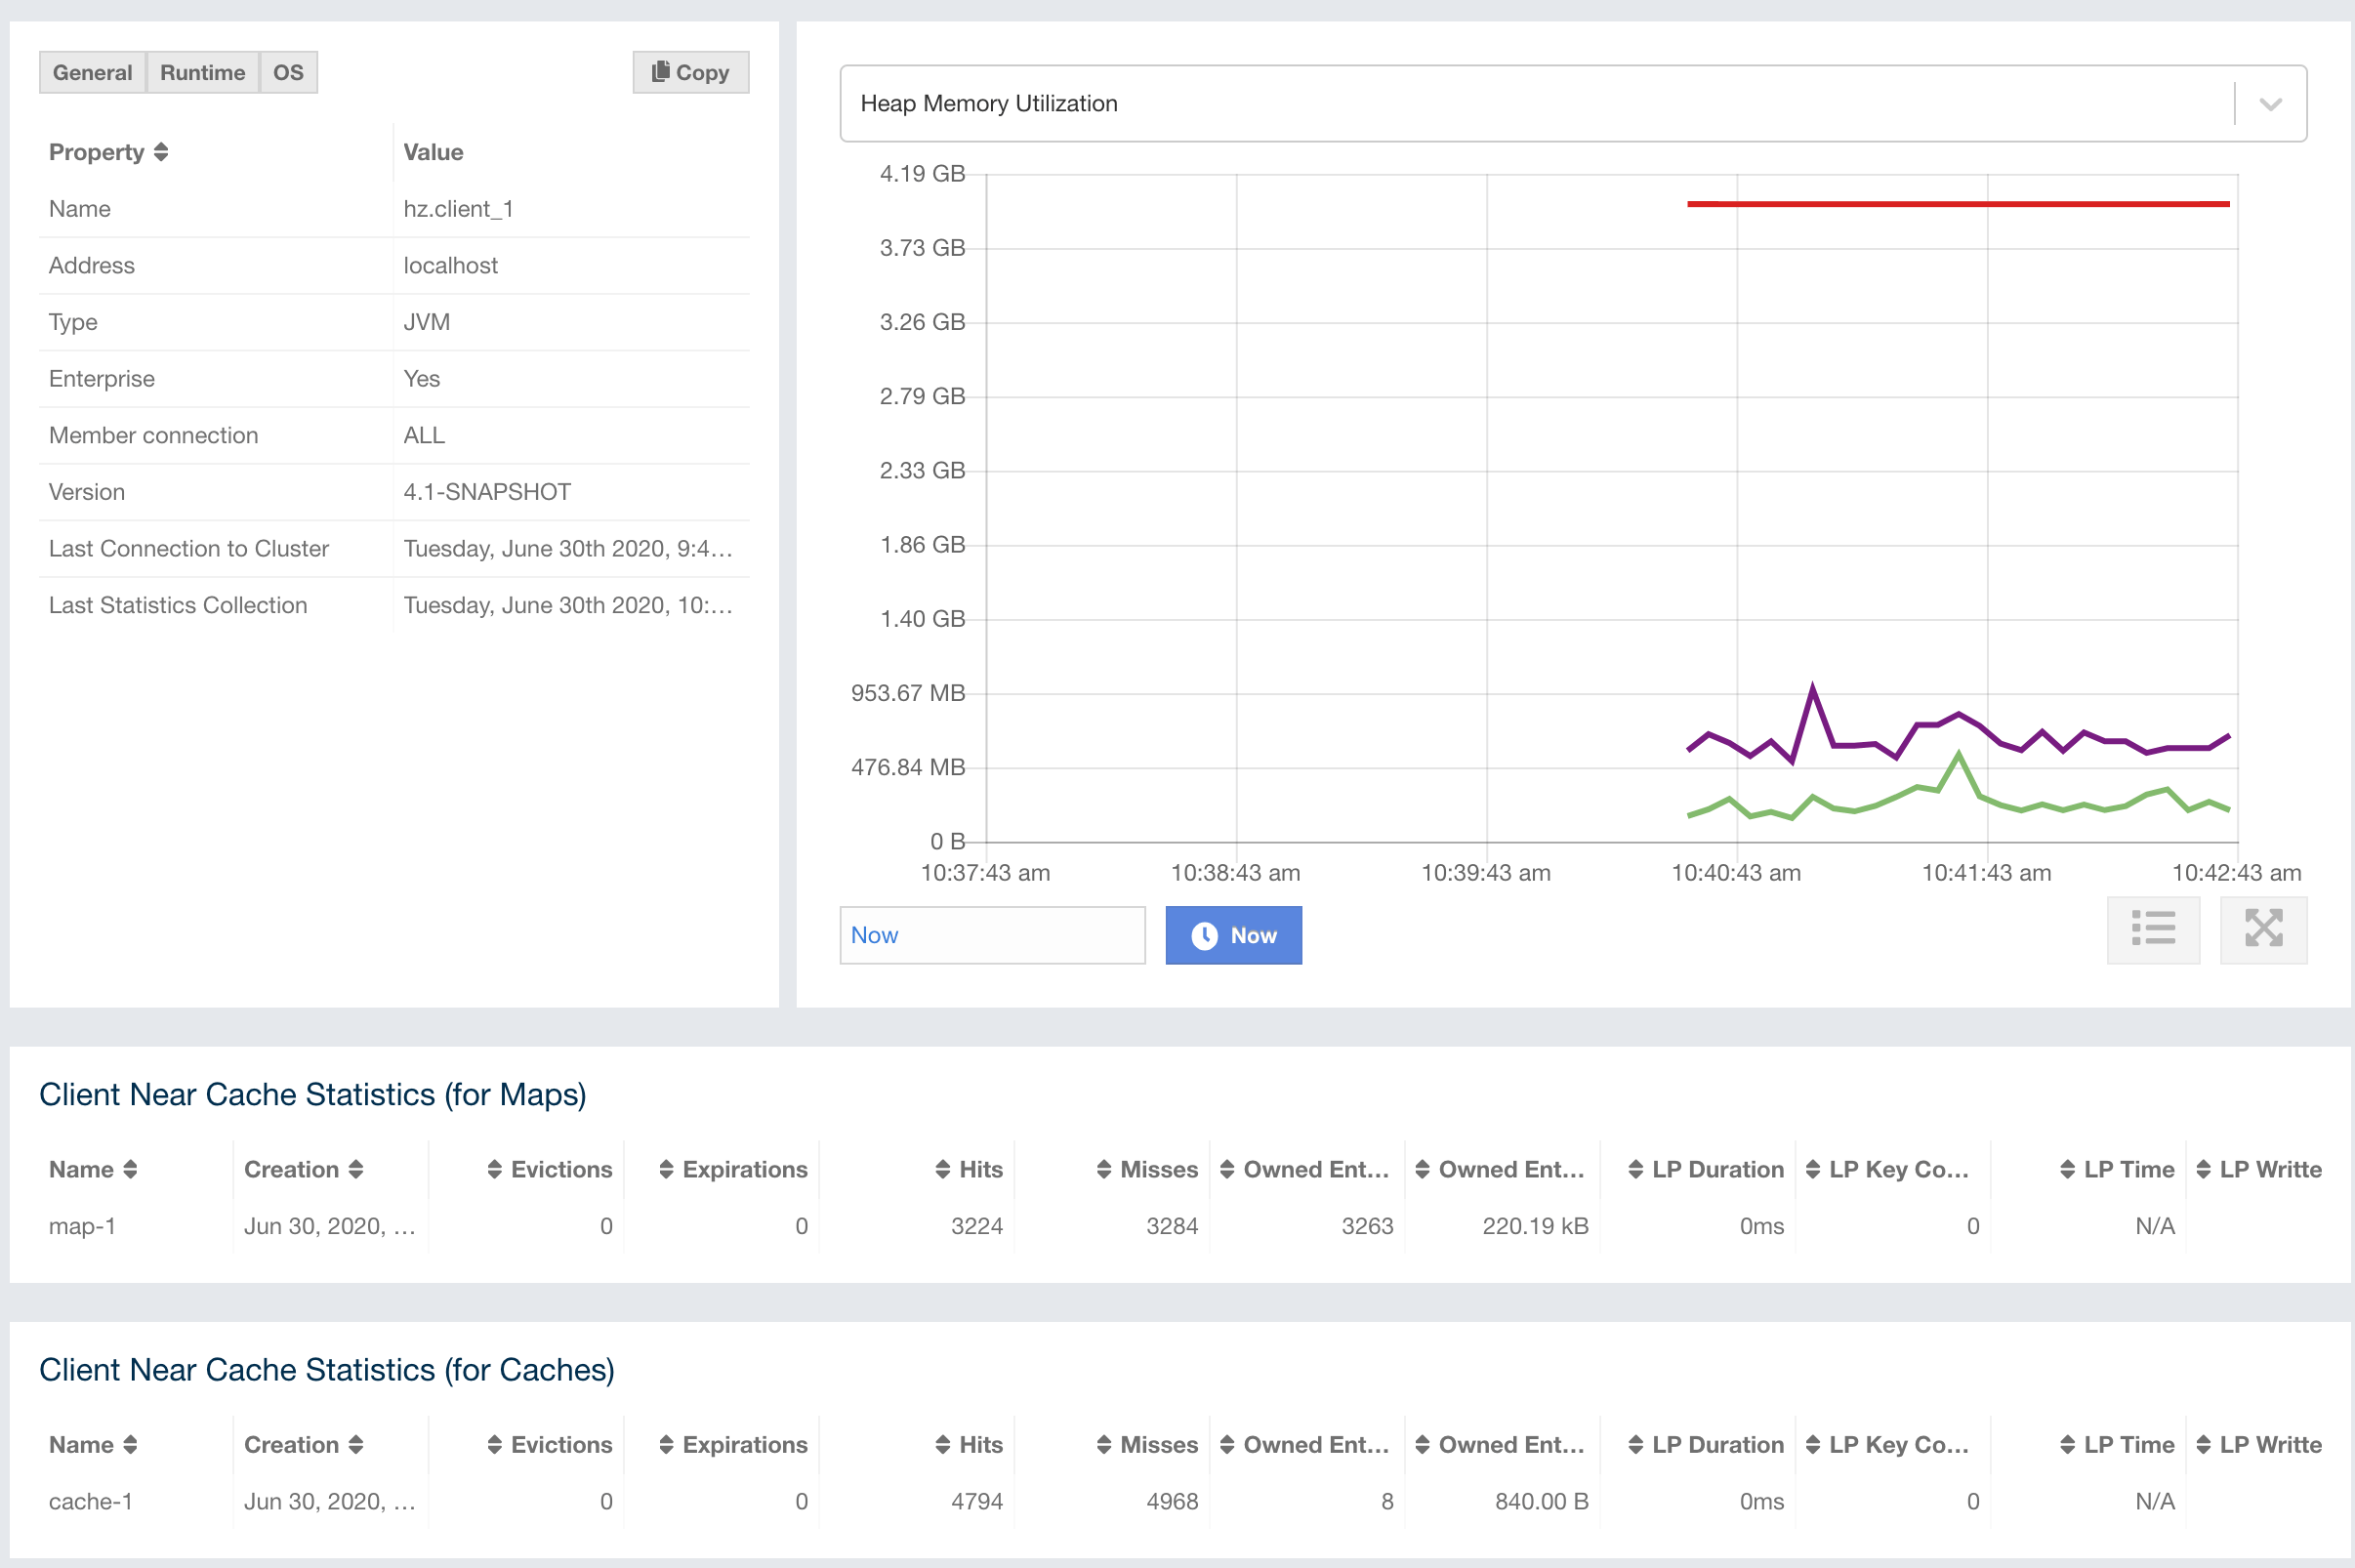 General Runtime OS Copy
Property Value
Name hz.client_1
Address localhost
Type JVM
Enterprise Yes
Member connection ALL
Version 4.1-SNAPSHOT
Last Connection to Cluster Tuesday, June 30th 2020, 9:4…
Last Statistics Collection Tuesday, June 30th 2020, 10:…
Heap Memory Utilization
4.19 GB
3.73 GB
3.26 GB
2.79 GB
2.33 GB
1.86 GB
1.40 GB
953.67 MB
476.84 MB
0 B
10:37:43 am 10:38:43 am 10:39:43 am 10:40:43 am 10:41:43 am 10:42:43 am
Now Now
Client Near Cache Statistics (for Maps)
Name Creation Evictions Expirations Hits Misses Owned Ent… Owned Ent… LP Duration LP Key Co… LP Time LP Writte
map-1 Jun 30, 2020, … 0 0 3224 3284 3263 220.19 kB 0ms 0 N/A
Client Near Cache Statistics (for Caches)
Name Creation Evictions Expirations Hits Misses Owned Ent… Owned Ent… LP Duration LP Key Co… LP Time LP Writte
cache-1 Jun 30, 2020, … 0 0 4794 4968 8 840.00 B 0ms 0 N/A